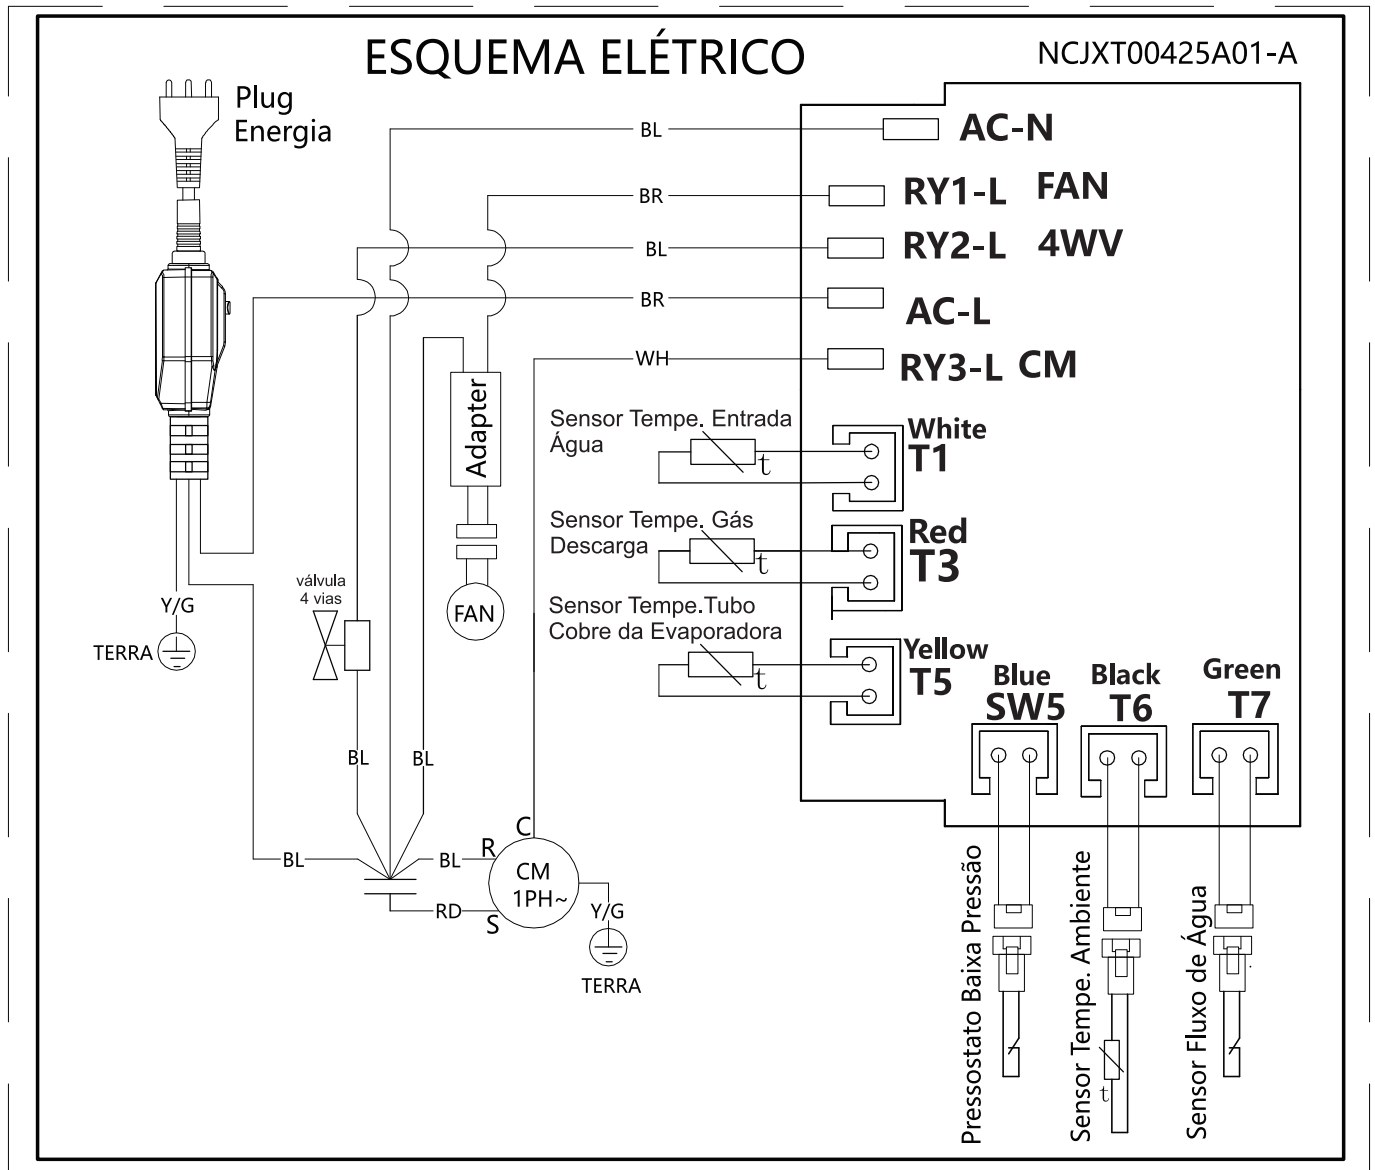 ESQUEMA ELÉTRICO
NCJXT00425A01-A
Plug
Energia
BL
AC-N
BR
RY1-L FAN
BL
RY2-L 4WV
BR
AC-L
WH
RY3-L CM
Adapter
Sensor Tempe. Entrada
Água
t
White
T1
Sensor Tempe. Gás
Descarga
t
Red
T3
válvula
4 vias
FAN
Y/G
TERRA
Sensor Tempe.Tubo
Cobre da Evaporadora
t
Yellow
T5
Blue
SW5
Black
T6
Green
T7
BL
BL
C
R
BL
BL
CM
1PH~
RD
S
Y/G
TERRA
Pressostato Baixa Pressão
Sensor Tempe. Ambiente
t
Sensor Fluxo de Água